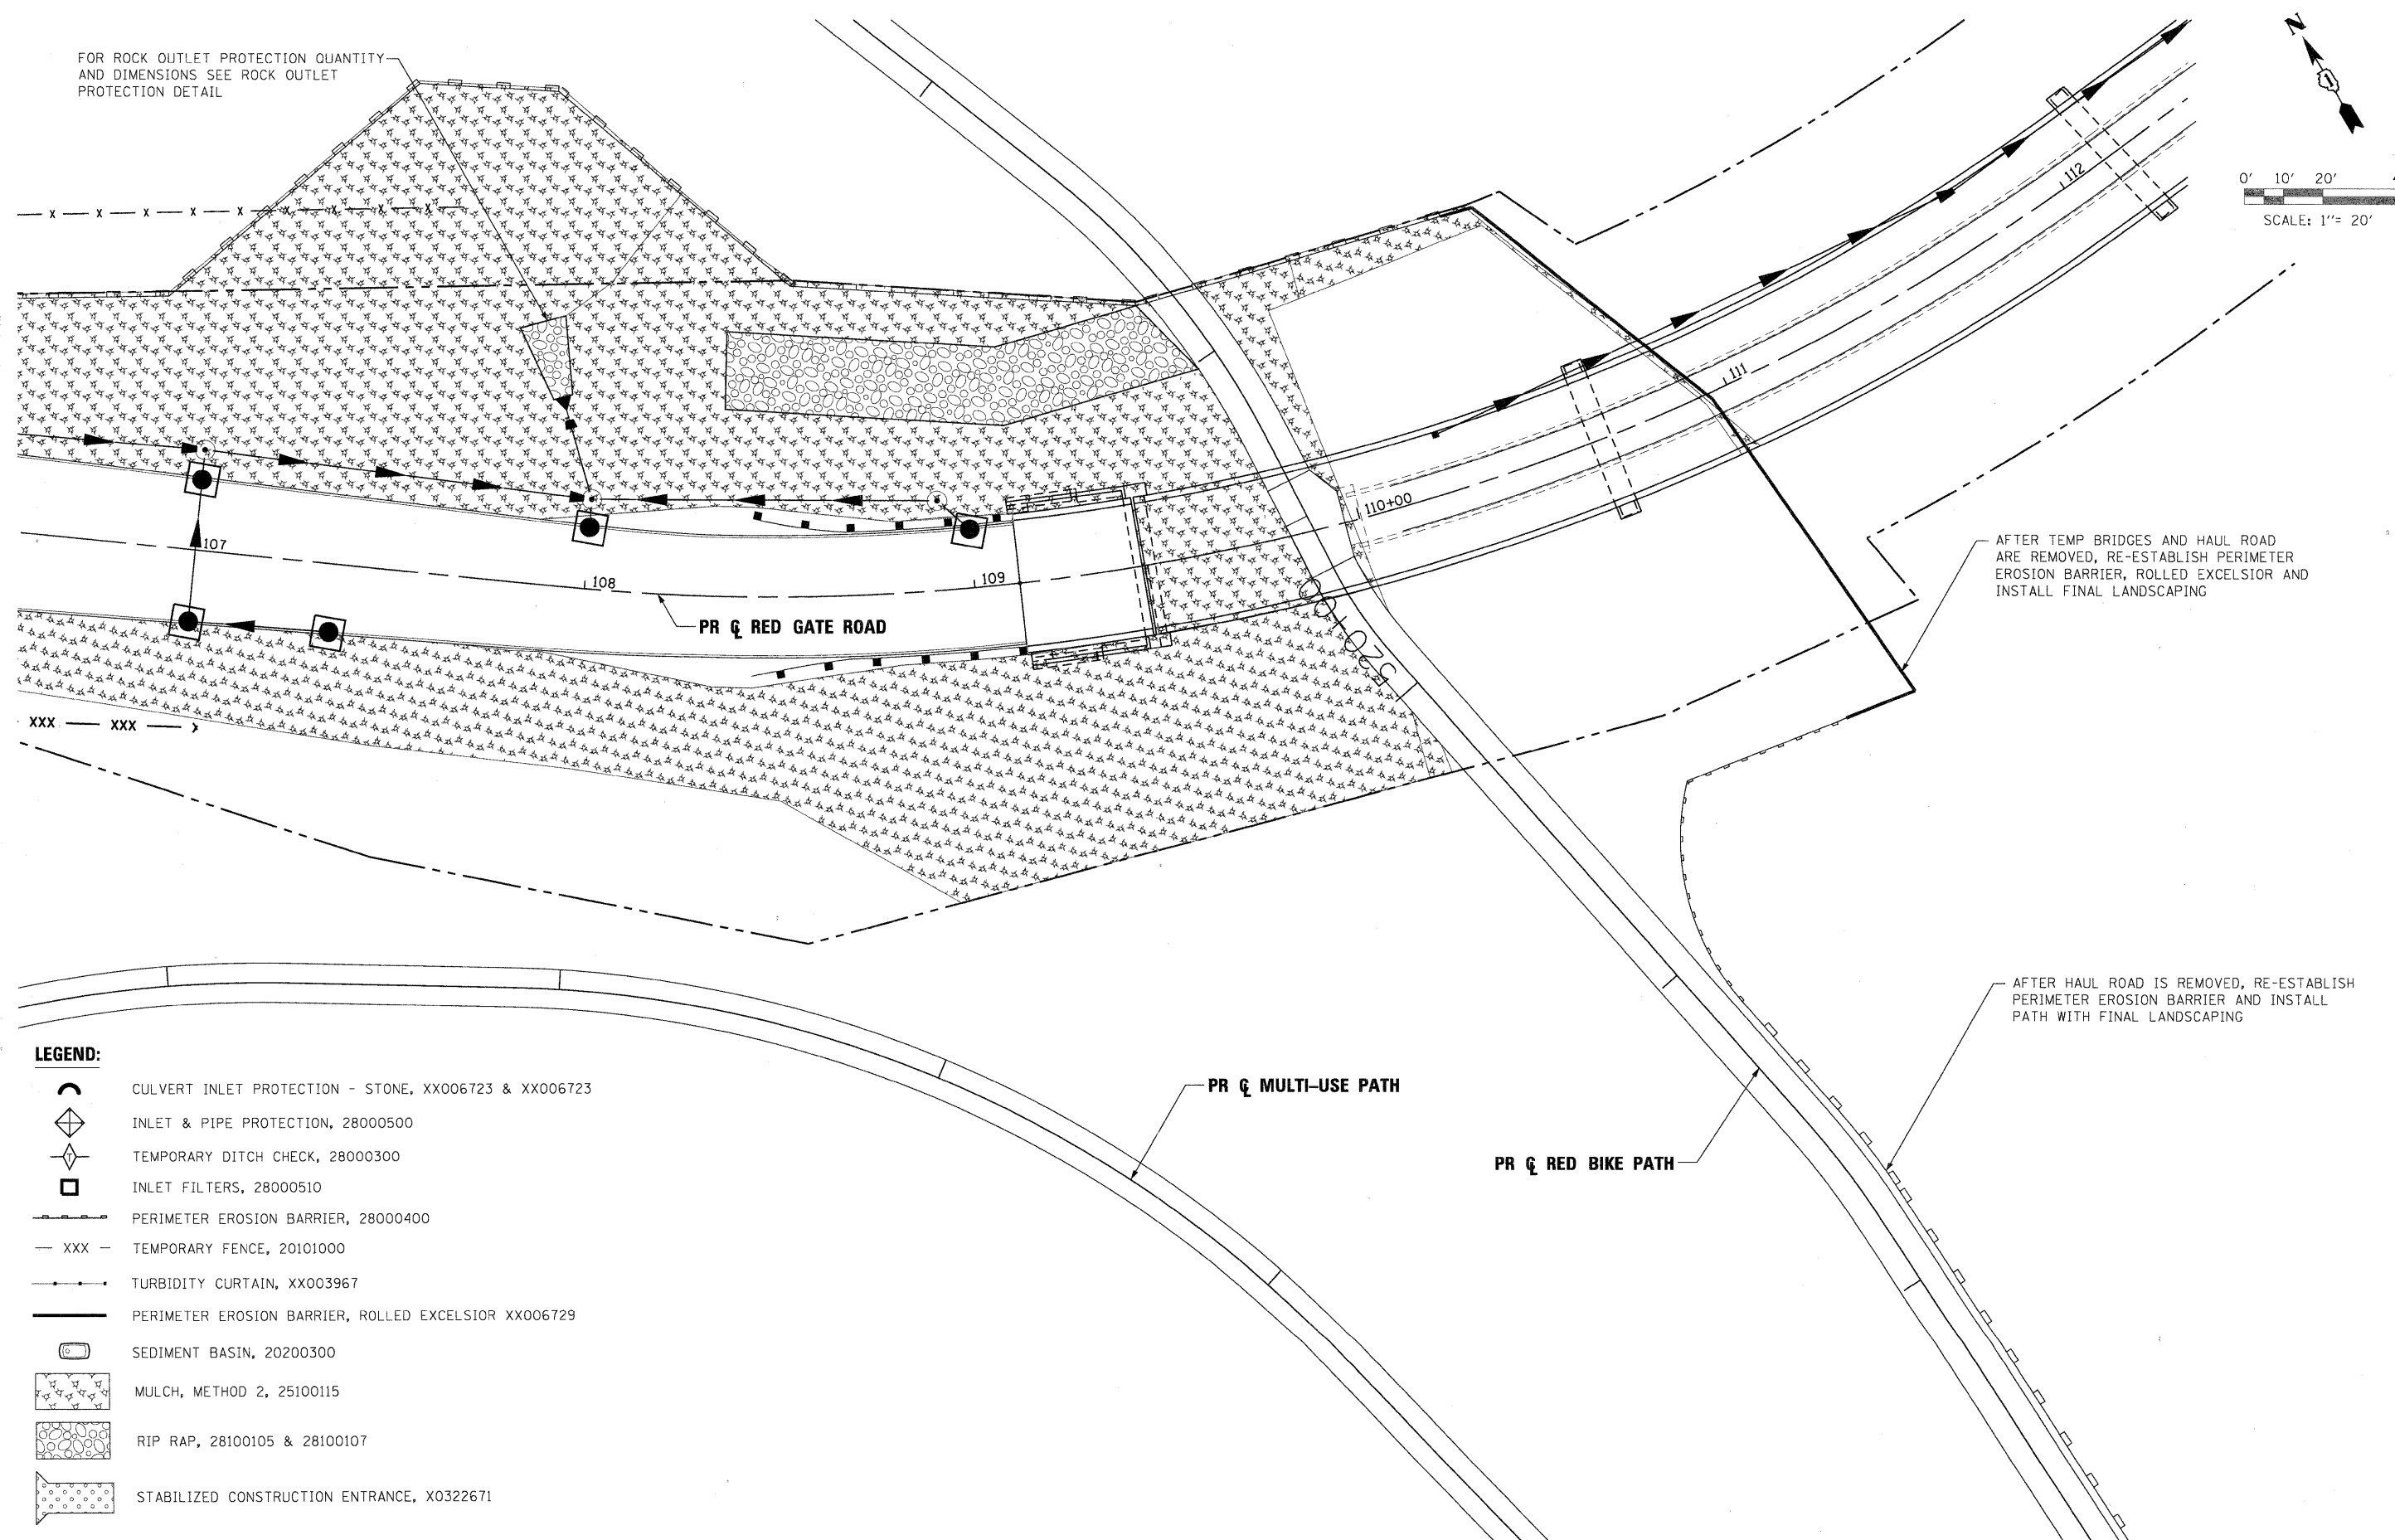 FOR ROCK OUTLET PROTECTION QUANTITY
AND DIMENSIONS SEE ROCK OUTLET
PROTECTION DETAIL
N
1
0' 10' 20'
SCALE: 1"= 20'
112
111
110+00
107
108
109
PR ℄ RED GATE ROAD
AFTER TEMP BRIDGES AND HAUL ROAD
ARE REMOVED, RE-ESTABLISH PERIMETER
EROSION BARRIER, ROLLED EXCELSIOR AND
INSTALL FINAL LANDSCAPING
320+00
X X X X X X X X X
XXX XXX
AFTER HAUL ROAD IS REMOVED, RE-ESTABLISH
PERIMETER EROSION BARRIER AND INSTALL
PATH WITH FINAL LANDSCAPING
PR ℄ MULTI-USE PATH
PR ℄ RED BIKE PATH
LEGEND:
CULVERT INLET PROTECTION - STONE, XX006723 & XX006723
INLET & PIPE PROTECTION, 28000500
T TEMPORARY DITCH CHECK, 28000300
INLET FILTERS, 28000510
PERIMETER EROSION BARRIER, 28000400
XXX TEMPORARY FENCE, 20101000
TURBIDITY CURTAIN, XX003967
PERIMETER EROSION BARRIER, ROLLED EXCELSIOR XX006729
SEDIMENT BASIN, 20200300
MULCH, METHOD 2, 25100115
RIP RAP, 28100105 & 28100107
STABILIZED CONSTRUCTION ENTRANCE, X0322671